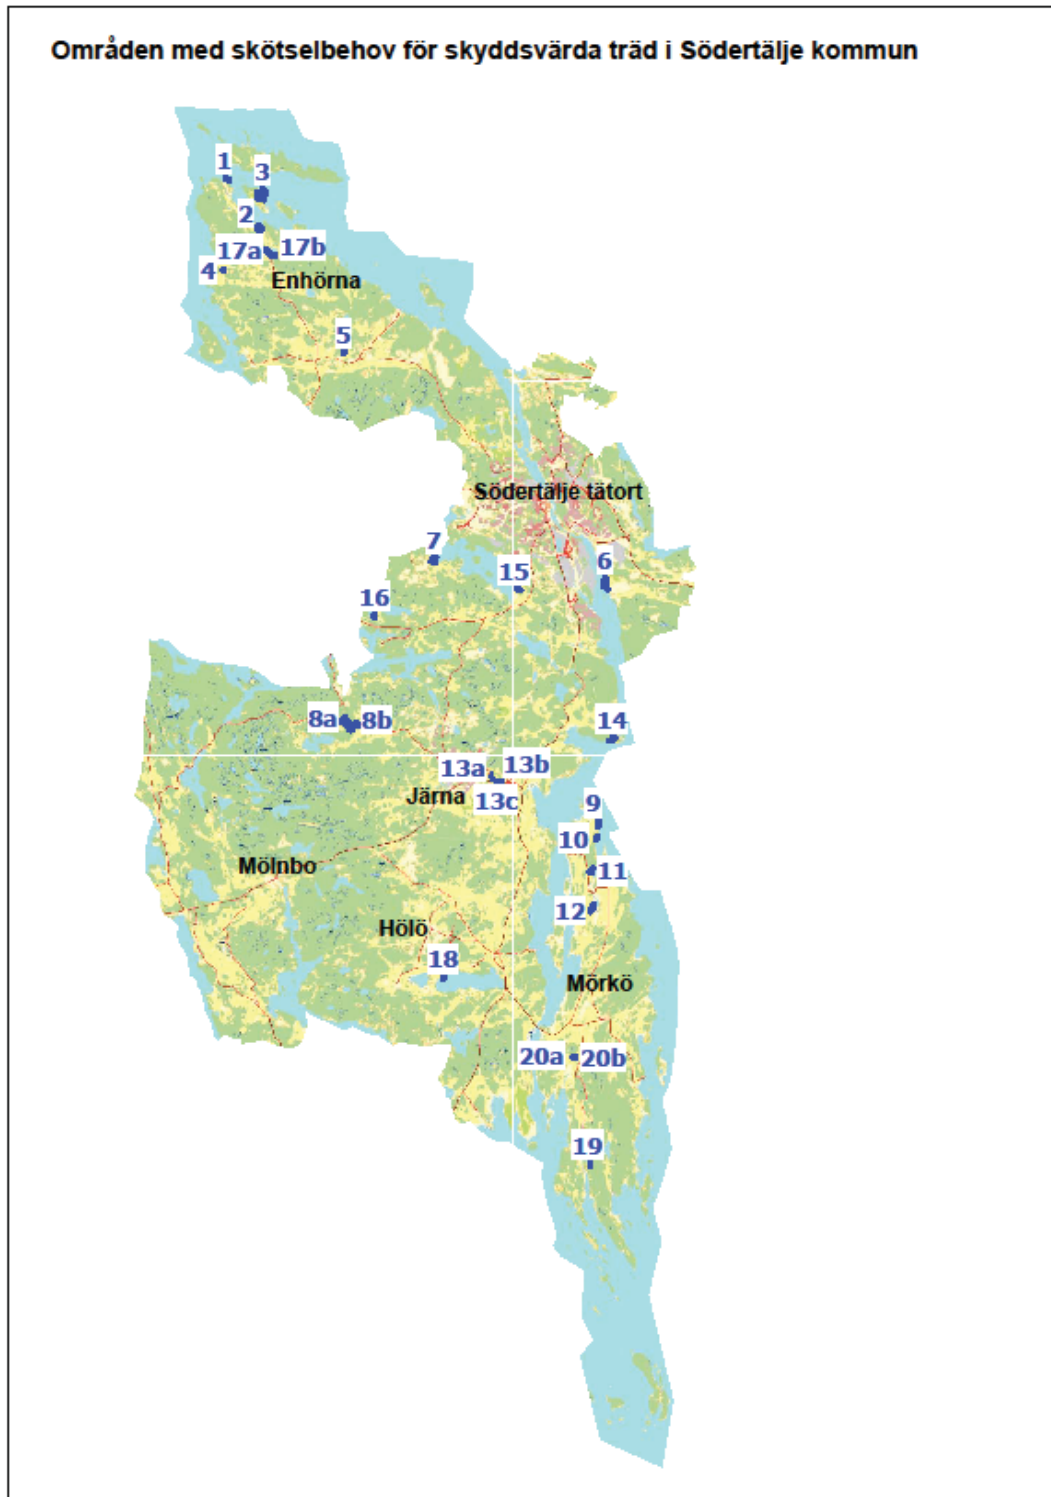 Områden med skötselbehov för skyddsvärda träd i Södertälje kommun
1
3
2
17a
17b
4
Enhörna
5
Södertälje tätort
7
15
6
16
8a
8b
14
13a
13b
Järna
13c
9
10
Mölnbo
11
12
Hölö
18
Mörkö
20a
20b
19